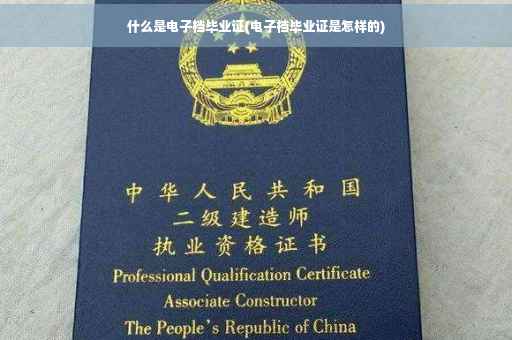 什么是电子档毕业证(电子档毕业证是怎样的)
中华人民共和国
二级建造师
执业资格证书
Professional Qualification Certificate
Associate Constructor
The People's Republic of China